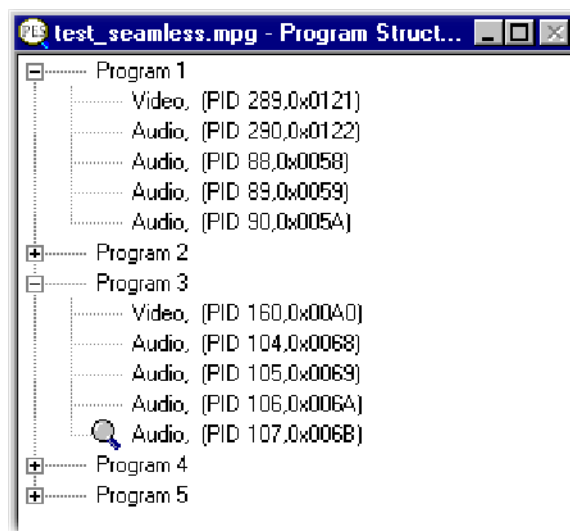 PES test_seamless.mpg - Program Struct...
Program 1
Video, (PID 289,0x0121)
Audio, (PID 290,0x0122)
Audio, (PID 88,0x0058)
Audio, (PID 89,0x0059)
Audio, (PID 90,0x005A)
Program 2
Program 3
Video, (PID 160,0x00A0)
Audio, (PID 104,0x0068)
Audio, (PID 105,0x0069)
Audio, (PID 106,0x006A)
Audio, (PID 107,0x006B)
Program 4
Program 5